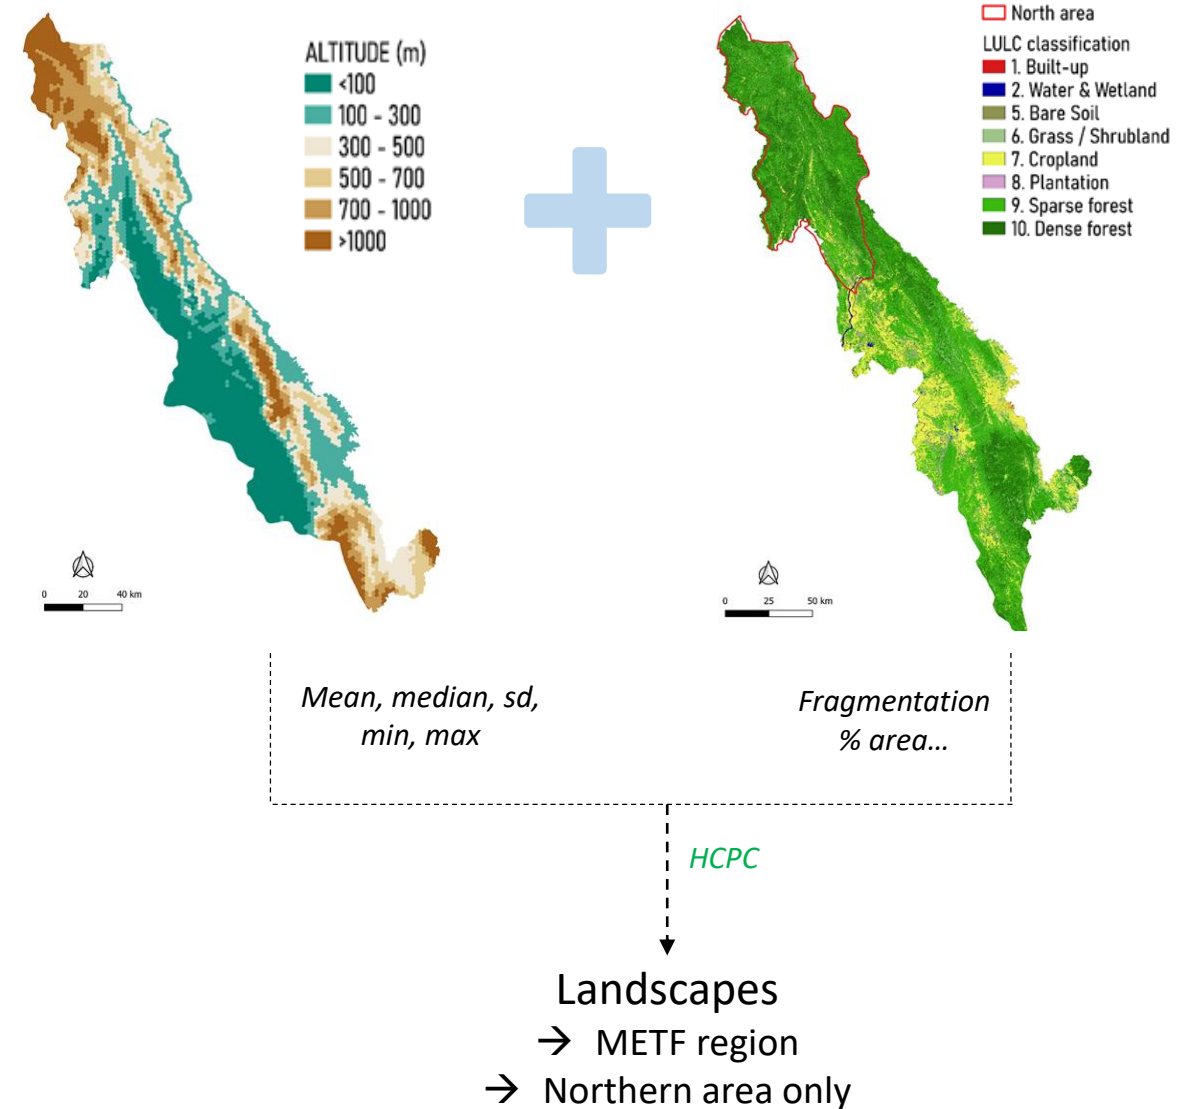 ALTITUDE (m)
<100
100 - 300
300 - 500
500 - 700
700 - 1000
>1000
0 20 40 km
North area
LULC classification
1. Built-up
2. Water & Wetland
5. Bare Soil
6. Grass / Shrubland
7. Cropland
8. Plantation
9. Sparse forest
10. Dense forest
0 25 50 km
Mean, median, sd,
min, max
Fragmentation
% area...
HCPC
Landscapes
→ METF region
→ Northern area only